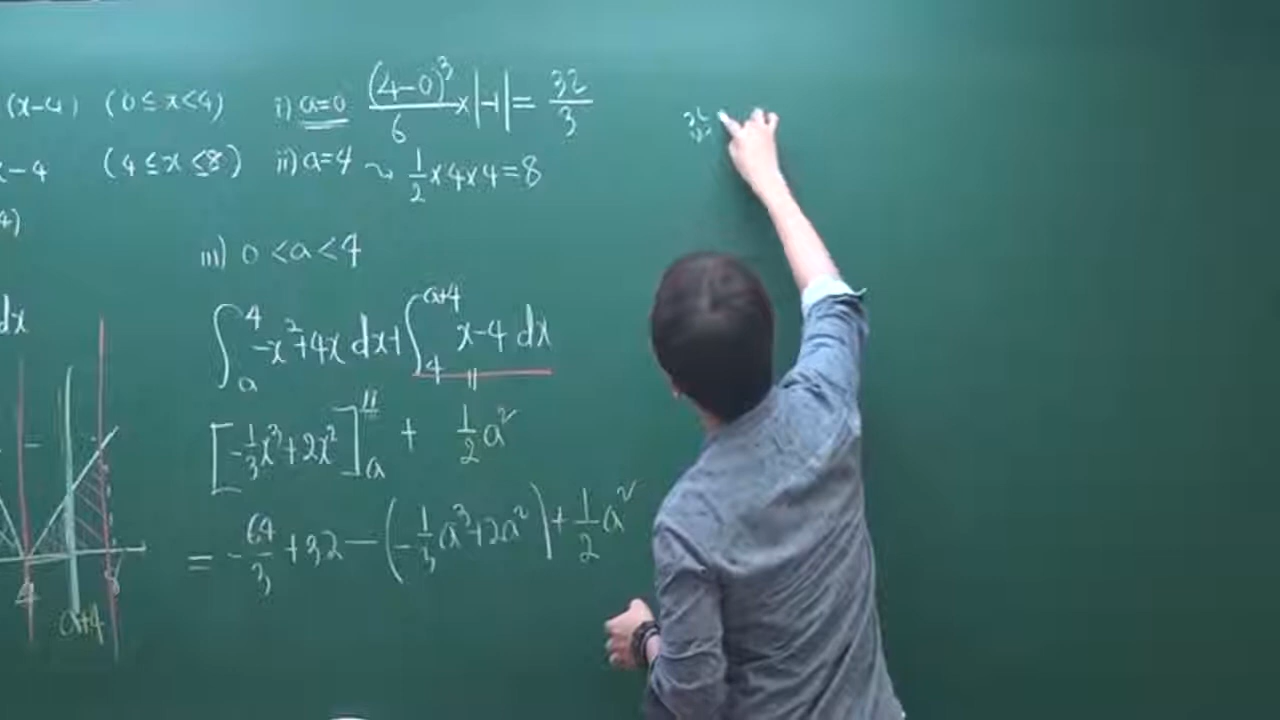 (x-4) (0≤x<4)
x-4 (4≤x≤8)
4)
dx
i) a=0 (4-0)³/6 ×|-1|= 32/3
ii) a=4 ↝ 1/2×4×4=8
iii) 0<a<4
∫ₐ⁴ -x²+4x dx+∫₄ᵃ⁺⁴ x-4 dx
[-1/3x³+2x²]ₐ⁴ + 1/2a²
= -64/3+32-(-1/3a³+2a²)+1/2a²
4 8
a+4